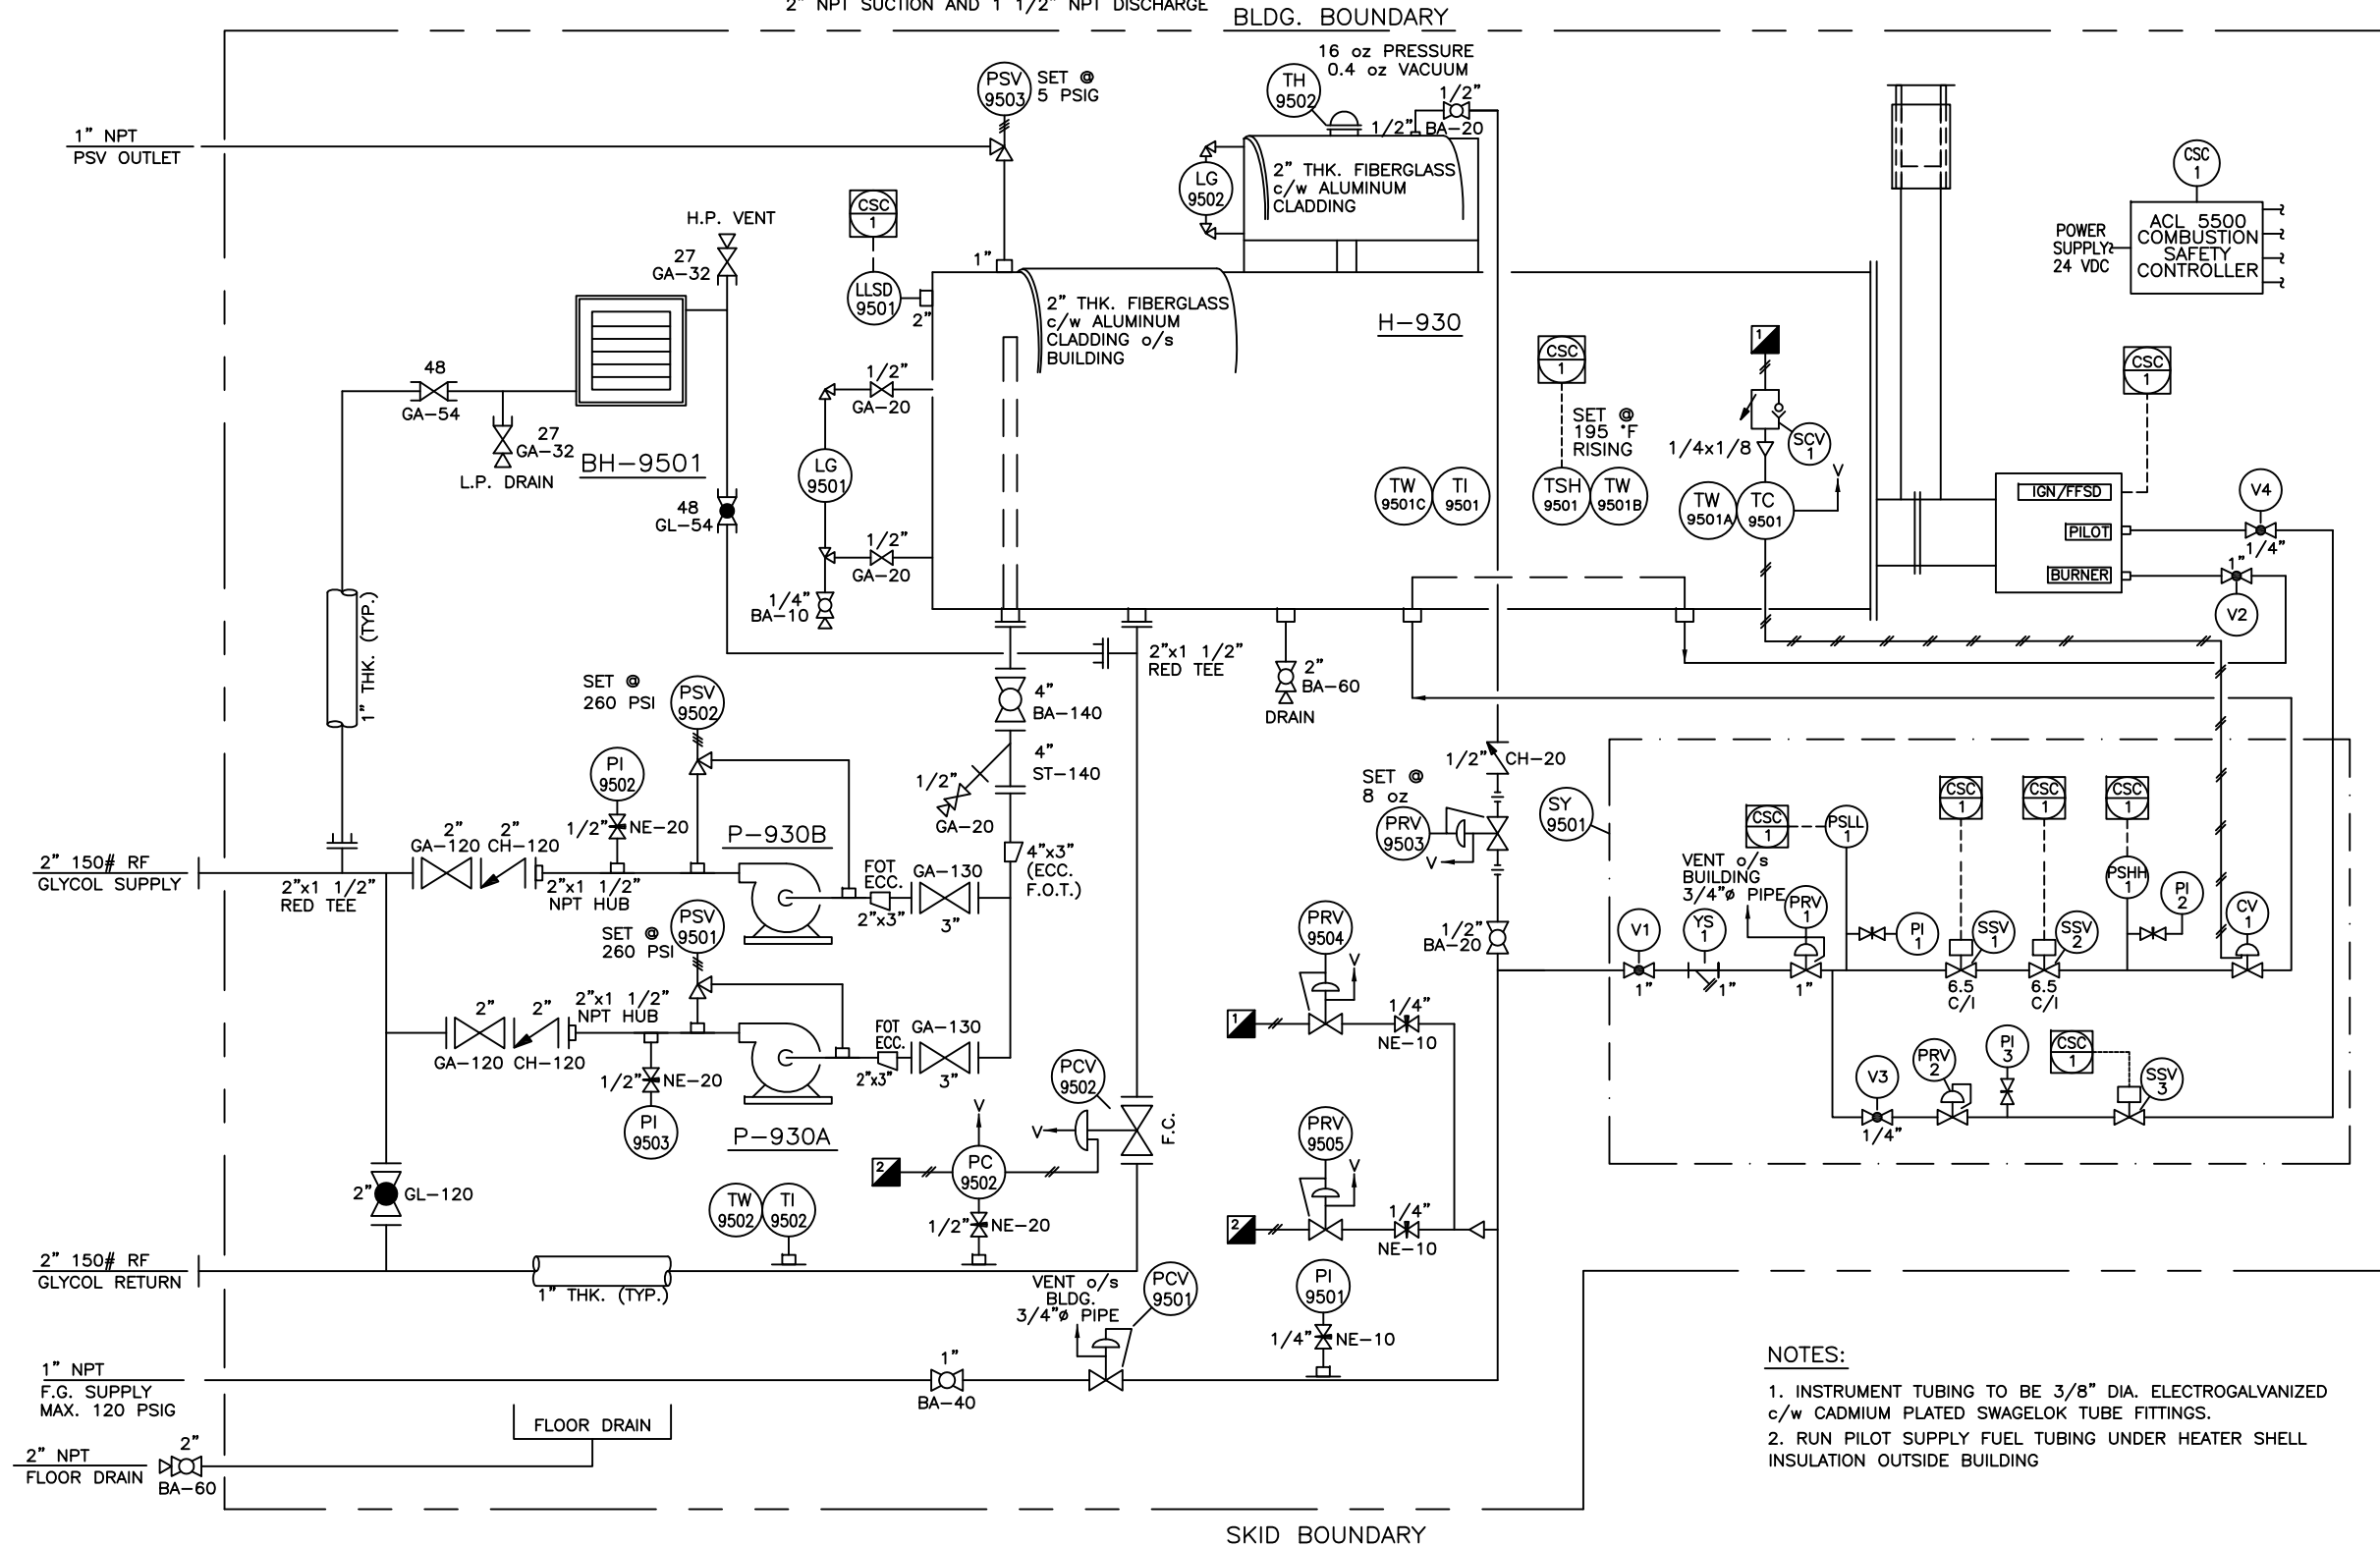 2" NPT SUCTION AND 1 1/2" NPT DISCHARGE
BLDG. BOUNDARY
16 oz PRESSURE
0.4 oz VACUUM
PSV
9503
SET @
5 PSIG
TH
9502
1/2"
1/2"
BA-20
1" NPT
PSV OUTLET
LG
9502
2" THK. FIBERGLASS
c/w ALUMINUM
CLADDING
CSC
1
CSC
1
H.P. VENT
27
GA-32
1"
LLSD
9501
2"
2" THK. FIBERGLASS
c/w ALUMINUM
CLADDING o/s
BUILDING
H-930
POWER
SUPPLY
24 VDC
ACL 5500
COMBUSTION
SAFETY
CONTROLLER
1
CSC
1
CSC
1
48
GA-54
27
GA-32
L.P. DRAIN
BH-9501
1/2"
GA-20
LG
9501
SET @
195 °F
RISING
1/4x1/8
SCV
1
V
48
GL-54
TW
9501C
TI
9501
TSH
9501
TW
9501B
TW
9501A
TC
9501
IGN/FFSD
PILOT
BURNER
V4
1/4"
1"
V2
1/2"
GA-20
1/4"
BA-10
1" THK. (TYP.)
2"x1 1/2"
RED TEE
2"
BA-60
DRAIN
SET @
260 PSI
PSV
9502
4"
BA-140
4"
ST-140
1/2"
GA-20
PI
9502
1/2"
NE-20
P-930B
1/2"
CH-20
SET @
8 oz
PRV
9503
V
SY
9501
CSC
1
PSLL
1
CSC
1
CSC
1
CSC
1
2" 150# RF
GLYCOL SUPPLY
2"x1 1/2"
RED TEE
2"
GA-120
2"
CH-120
2"x1 1/2"
NPT HUB
FOT
ECC.
GA-130
2"x3"
3"
4"x3"
(ECC.
F.O.T.)
VENT o/s
BUILDING
3/4"ø PIPE
PRV
1
PSHH
1
PI
2
CV
1
V1
YS
1
PI
1
SSV
1
SSV
2
1"
1"
1"
6.5
C/I
6.5
C/I
SET @
260 PSI
PSV
9501
1/2"
BA-20
PRV
9504
V
1
1/4"
NE-10
2"
GA-120
2"
CH-120
2"x1 1/2"
NPT HUB
1/2"
NE-20
PI
9503
FOT
ECC.
GA-130
2"x3"
3"
P-930A
V3
1/4"
PRV
2
PI
3
CSC
1
SSV
3
PCV
9502
V
F.C.
V
2
PC
9502
1/2"
NE-20
PRV
9505
V
2
1/4"
NE-10
2"
GL-120
TW
9502
TI
9502
2" 150# RF
GLYCOL RETURN
1" THK. (TYP.)
VENT o/s
BLDG.
3/4"ø PIPE
PCV
9501
PI
9501
1/4"
NE-10
1" NPT
F.G. SUPPLY
MAX. 120 PSIG
1"
BA-40
FLOOR DRAIN
2" NPT
FLOOR DRAIN
2"
BA-60
NOTES:
1. INSTRUMENT TUBING TO BE 3/8" DIA. ELECTROGALVANIZED
c/w CADMIUM PLATED SWAGELOK TUBE FITTINGS.
2. RUN PILOT SUPPLY FUEL TUBING UNDER HEATER SHELL
INSULATION OUTSIDE BUILDING
SKID BOUNDARY